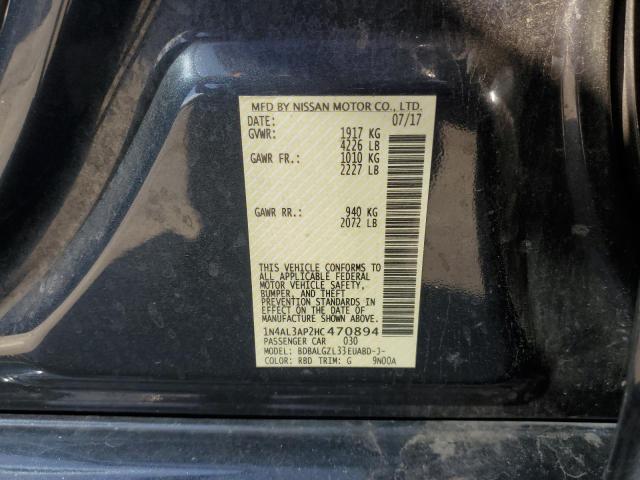 MFD BY NISSAN MOTOR CO., LTD.
DATE: 07/17
GVWR: 1917 KG
4226 LB
GAWR FR.: 1010 KG
2227 LB
GAWR RR.: 940 KG
2072 LB
THIS VEHICLE CONFORMS TO
ALL APPLICABLE FEDERAL
MOTOR VEHICLE SAFETY,
BUMPER, AND THEFT
PREVENTION STANDARDS
IN EFFECT ON THE DATE OF
MANUFACTURE SHOWN ABOVE.
1N4AL3AP2HC470894
PASSENGER CAR 030
MODEL: BDBALGZL33EUABD-J-
COLOR: RBD TRIM: G 9N00A